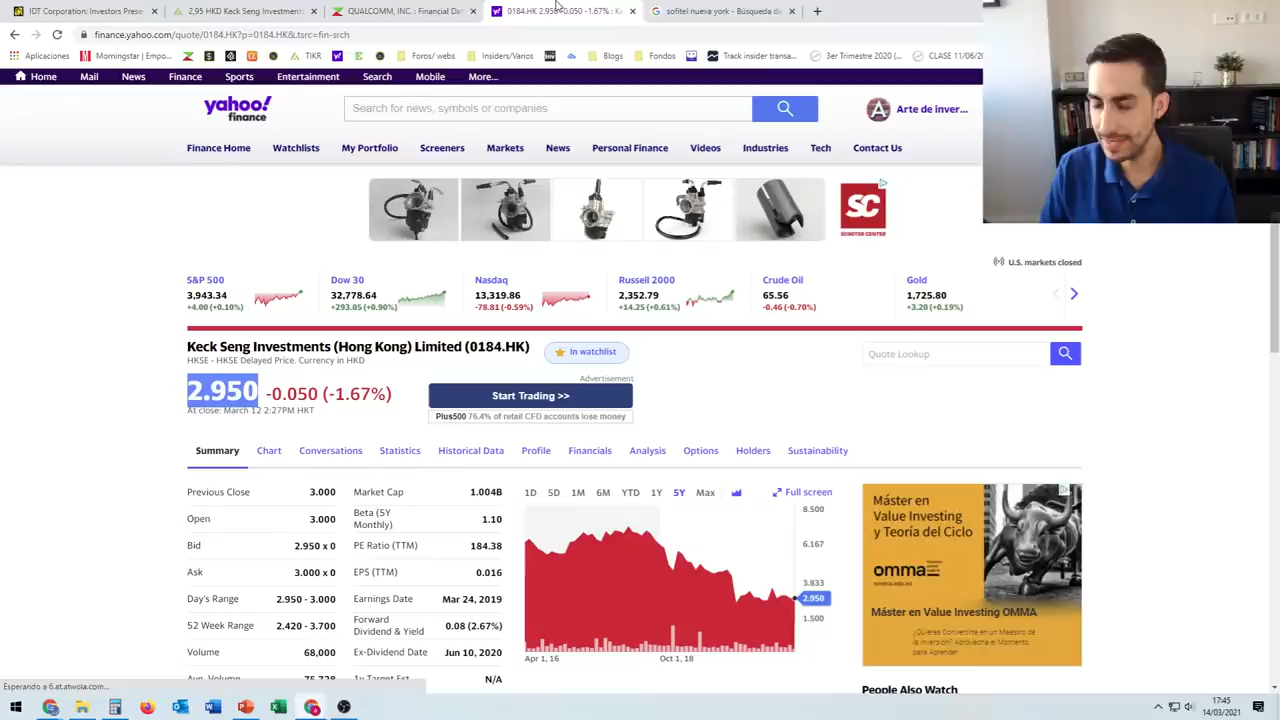 IDT Corporation: Investors Pres
2,95 HKD Keck Seng Investments (
QUALCOMM, INC. : Financial Dat
0184.HK 2.950 -0.050 -1.67% : Ke
sofitel nueva york - Búsqueda de
finance.yahoo.com/quote/0184.HK?p=0184.HK&.tsrc=fin-srch
Aplicaciones
Morningstar | Empo...
TIKR
Foro/ webs
Insiders/Varios
Blogs
Fondos
Track insider transa...
3er Trimestre 2020 (...
CLASE 11/06/20
Home Mail News Finance Sports Entertainment Search Mobile More...
yahoo!
finance
Search for news, symbols or companies
Arte de inver...
Finance Home Watchlists My Portfolio Screeners Markets News Personal Finance Videos Industries Tech Contact Us
SC
SCOOTER CENTER
U.S. markets closed
S&P 500 Dow 30 Nasdaq Russell 2000 Crude Oil Gold
3,943.34 32,778.64 13,319.86 2,352.79 65.56 1,725.80
+4.00 (+0.10%) +293.05 (+0.90%) -78.81 (-0.59%) +14.25 (+0.61%) -0.46 (-0.70%) +3.20 (+0.19%)
Keck Seng Investments (Hong Kong) Limited (0184.HK)
In watchlist
Quote Lookup
HKSE - HKSE Delayed Price. Currency in HKD
2.950 -0.050 (-1.67%)
At close: March 12 2:27PM HKT
Advertisement
Start Trading >>
Plus500 76.4% of retail CFD accounts lose money
Summary Chart Conversations Statistics Historical Data Profile Financials Analysis Options Holders Sustainability
Previous Close 3.000
Open 3.000
Bid 2.950 x 0
Ask 3.000 x 0
Day's Range 2.950 - 3.000
52 Week Range 2.420 - 3.700
Volume 68,000
Avg. Volume 75,728
Market Cap 1.004B
Beta (5Y
Monthly) 1.10
PE Ratio (TTM) 184.38
EPS (TTM) 0.016
Earnings Date Mar 24, 2019
Forward
Dividend & Yield 0.08 (2.67%)
Ex-Dividend Date Jun 10, 2020
1y Target Est N/A
1D 5D 1M 6M YTD 1Y 5Y Max
Full screen
8.500
6.167
3.833
2.950
1.500
Apr 1, 16
Oct 1, 18
Máster en
Value Investing
y Teoría del Ciclo
omma
Máster en Value Investing OMMA
¿Quieres Convertirte en un Maestro de
la Inversión? Aprovecha el Momento
para Aprender
People Also Watch
Esperando a 6.at.atwola.com...
17:45
14/03/2021